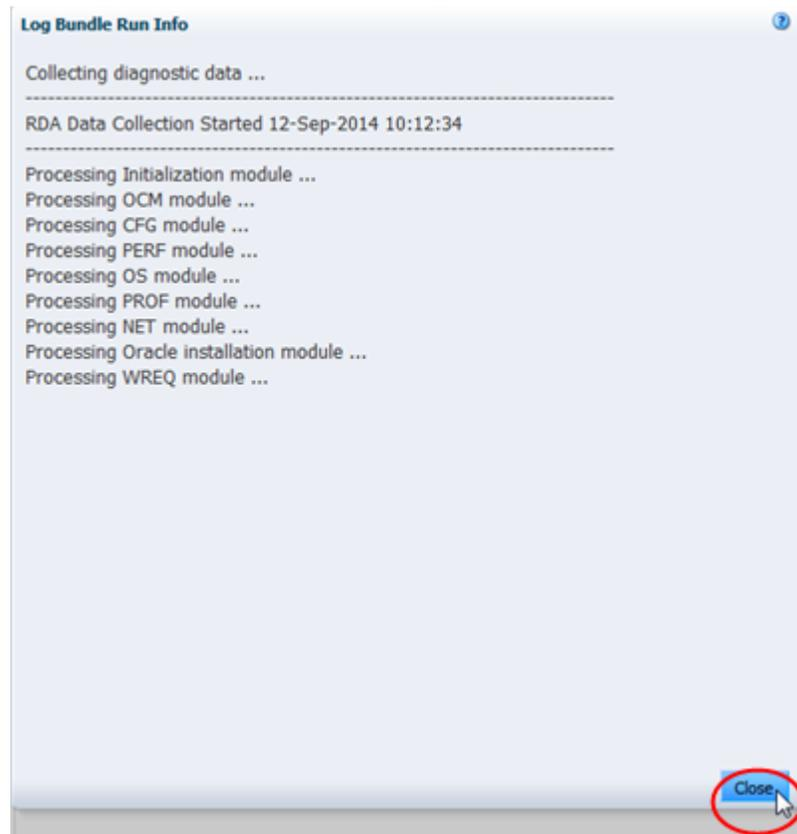 Log Bundle Run Info
?
Collecting diagnostic data ...
--------------------------------------------------------------------------------
RDA Data Collection Started 12-Sep-2014 10:12:34
--------------------------------------------------------------------------------
Processing Initialization module ...
Processing OCM module ...
Processing CFG module ...
Processing PERF module ...
Processing OS module ...
Processing PROF module ...
Processing NET module ...
Processing Oracle installation module ...
Processing WREQ module ...
Close